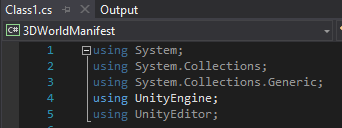 Class1.cs Output
C# 3DWorldManifest
1 using System;
2 using System.Collections;
3 using System.Collections.Generic;
4 using UnityEngine;
5 using UnityEditor;